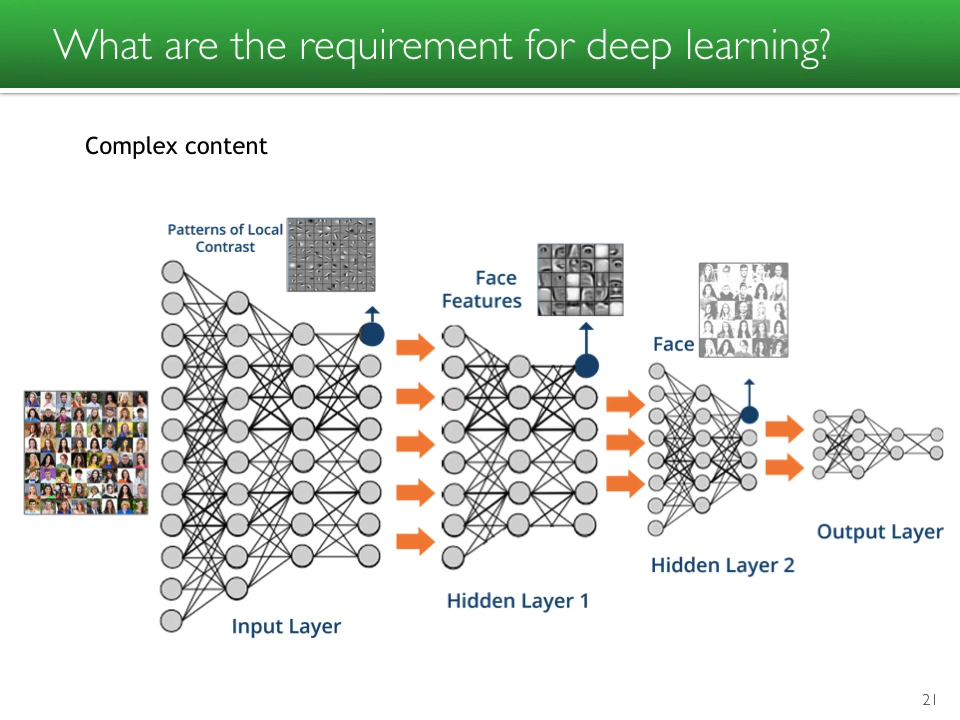 What are the requirement for deep learning?
Complex content
Patterns of Local
Contrast
Face
Features
Face
Input Layer
Hidden Layer 1
Hidden Layer 2
Output Layer
21